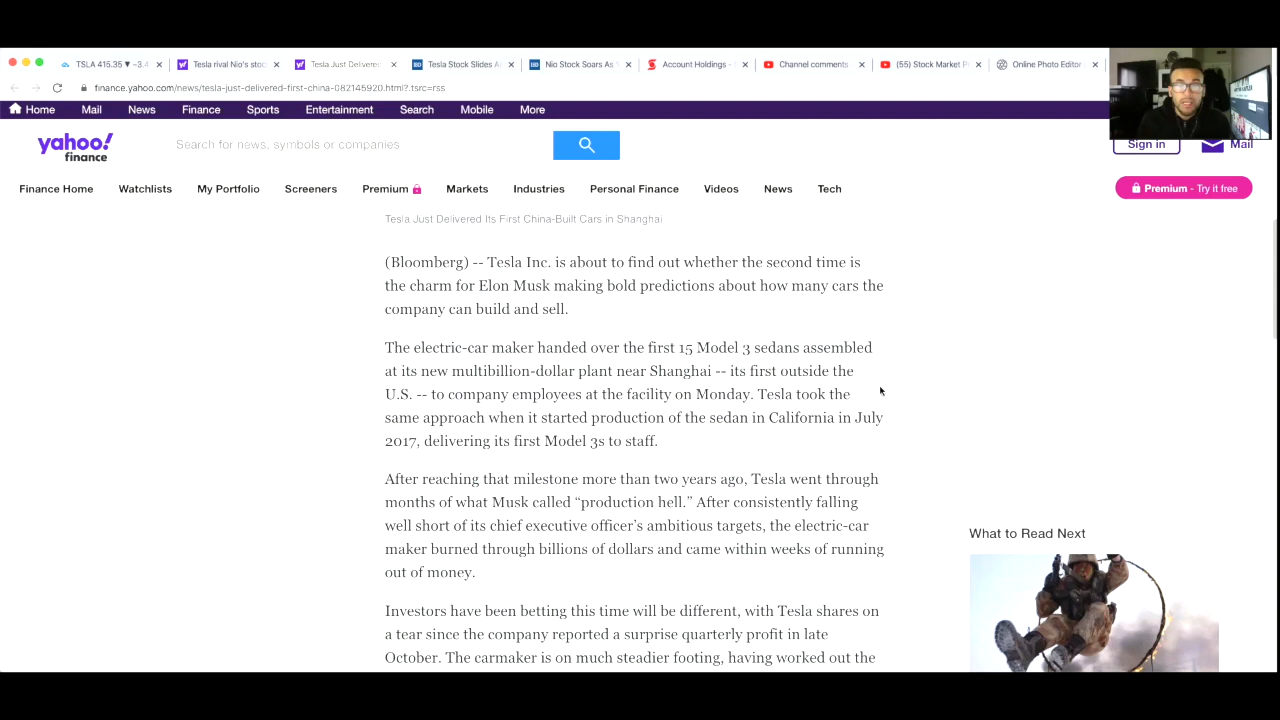 TSLA 415.35 ▼ −3.4
Tesla rival Nio's stoc
Tesla Just Delivered
Tesla Stock Slides A
Nio Stock Soars As
Account Holdings -
Channel comments
(55) Stock Market P
Online Photo Editor
finance.yahoo.com/news/tesla-just-delivered-first-china-082145920.html?.tsrc=rss
Home Mail News Finance Sports Entertainment Search Mobile More
yahoo!
finance
Search for news, symbols or companies
Sign in
Mail
Finance Home Watchlists My Portfolio Screeners Premium Markets Industries Personal Finance Videos News Tech
Premium - Try it free
Tesla Just Delivered Its First China-Built Cars in Shanghai
(Bloomberg) -- Tesla Inc. is about to find out whether the second time is
the charm for Elon Musk making bold predictions about how many cars the
company can build and sell.
The electric-car maker handed over the first 15 Model 3 sedans assembled
at its new multibillion-dollar plant near Shanghai -- its first outside the
U.S. -- to company employees at the facility on Monday. Tesla took the
same approach when it started production of the sedan in California in July
2017, delivering its first Model 3s to staff.
After reaching that milestone more than two years ago, Tesla went through
months of what Musk called “production hell.” After consistently falling
well short of its chief executive officer’s ambitious targets, the electric-car
maker burned through billions of dollars and came within weeks of running
out of money.
What to Read Next
Investors have been betting this time will be different, with Tesla shares on
a tear since the company reported a surprise quarterly profit in late
October. The carmaker is on much steadier footing, having worked out the